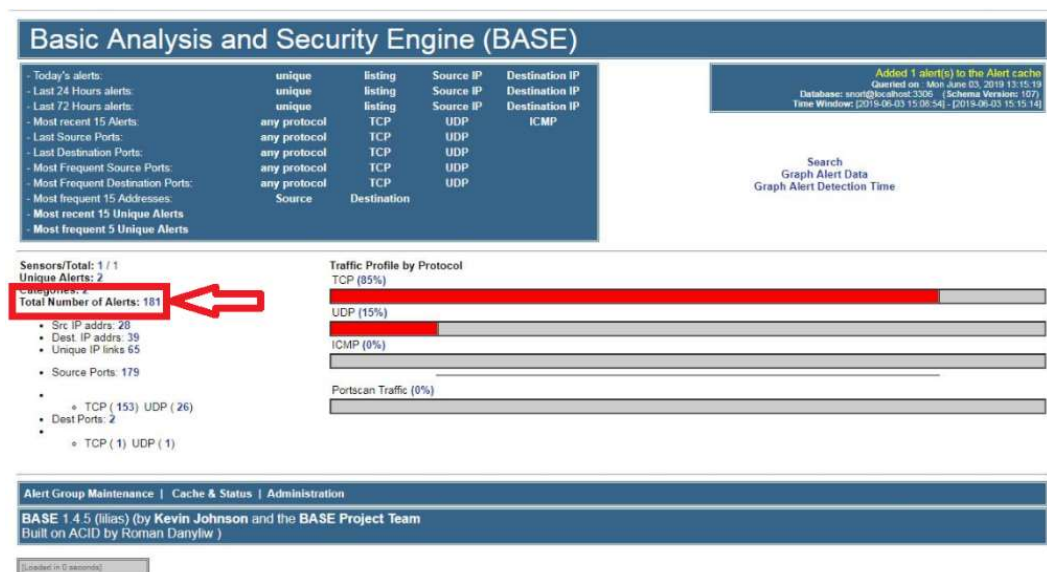 Basic Analysis and Security Engine (BASE)
- Today's alerts: unique listing Source IP Destination IP
- Last 24 Hours alerts: unique listing Source IP Destination IP
- Last 72 Hours alerts: unique listing Source IP Destination IP
- Most recent 15 Alerts: any protocol TCP UDP ICMP
- Last Source Ports: any protocol TCP UDP
- Last Destination Ports: any protocol TCP UDP
- Most Frequent Source Ports: any protocol TCP UDP
- Most Frequent Destination Ports: any protocol TCP UDP
- Most frequent 15 Addresses: Source Destination
- Most recent 15 Unique Alerts
- Most frequent 5 Unique Alerts
Added 1 alert(s) to the Alert cache
Queried on : Mon June 03, 2019 13:15:19
Database: snort@localhost:3306 (Schema Version: 107)
Time Window: [2019-06-03 15:06:54] - [2019-06-03 15:15:14]
Search
Graph Alert Data
Graph Alert Detection Time
Sensors/Total: 1 / 1
Unique Alerts: 2
Categories: 2
Total Number of Alerts: 181
• Src IP addrs: 28
• Dest. IP addrs: 39
• Unique IP links 65
• Source Ports: 179
• TCP ( 153) UDP ( 26)
• Dest Ports: 2
• TCP ( 1) UDP ( 1)
Traffic Profile by Protocol
TCP (85%)
UDP (15%)
ICMP (0%)
Portscan Traffic (0%)
Alert Group Maintenance | Cache & Status | Administration
BASE 1.4.5 (lilias) (by Kevin Johnson and the BASE Project Team
Built on ACID by Roman Danyliw )
[Loaded in 0 seconds]